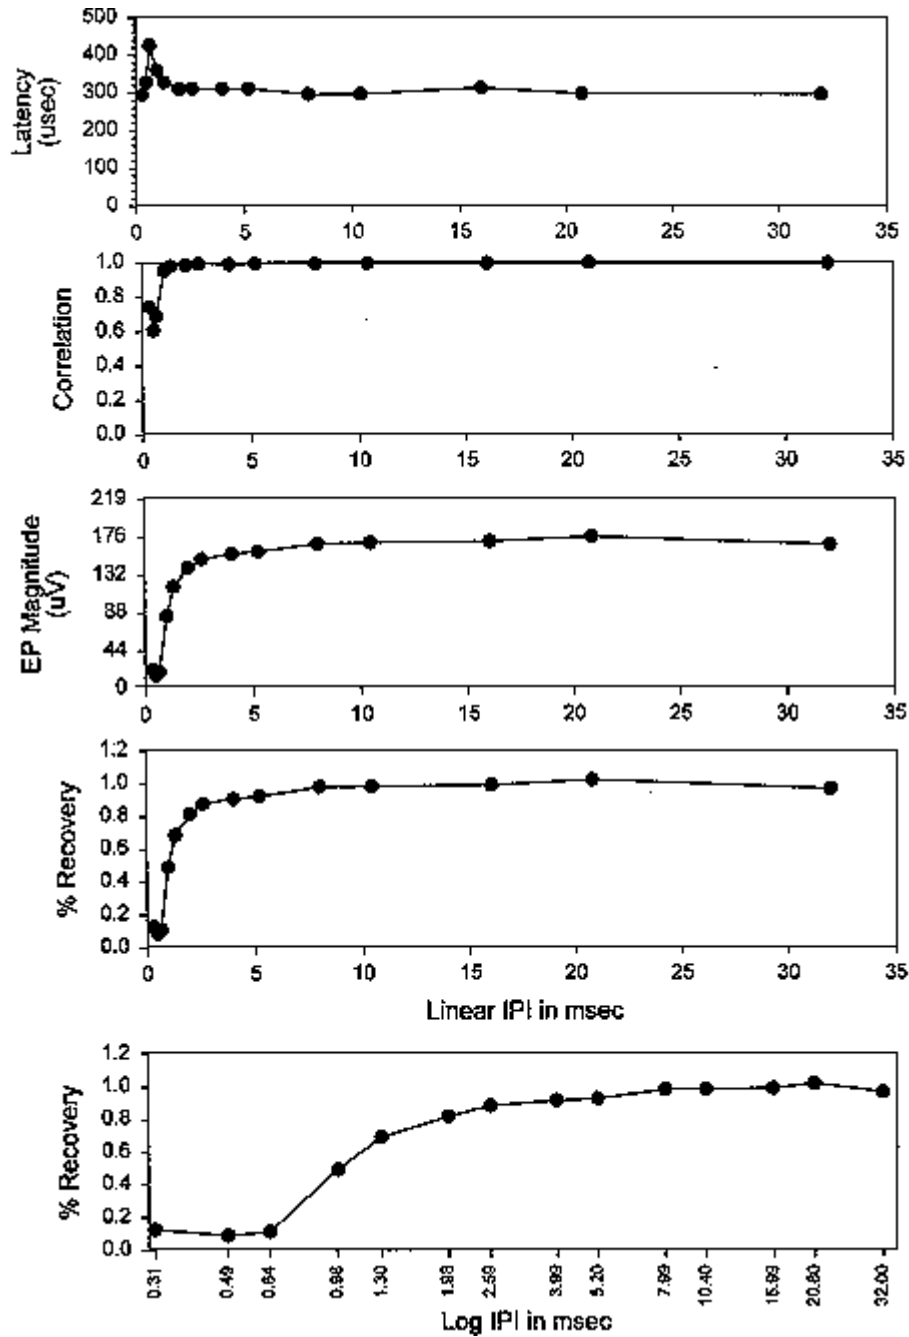 500
400
300
200
100
0
Latency
(usec)
0 5 10 15 20 25 30 35
1.0
0.8
0.6
0.4
0.2
0.0
Correlation
0 5 10 15 20 25 30 35
219
176
132
88
44
0
EP Magnitude
(uV)
0 5 10 15 20 25 30 35
1.2
1.0
0.8
0.6
0.4
0.2
0.0
% Recovery
0 5 10 15 20 25 30 35
Linear IPI in msec
1.2
1.0
0.8
0.6
0.4
0.2
0.0
% Recovery
0.31 0.49 0.64 0.98 1.30 1.98 2.59 3.99 5.20 7.99 10.40 15.99 20.80 32.00
Log IPI in msec